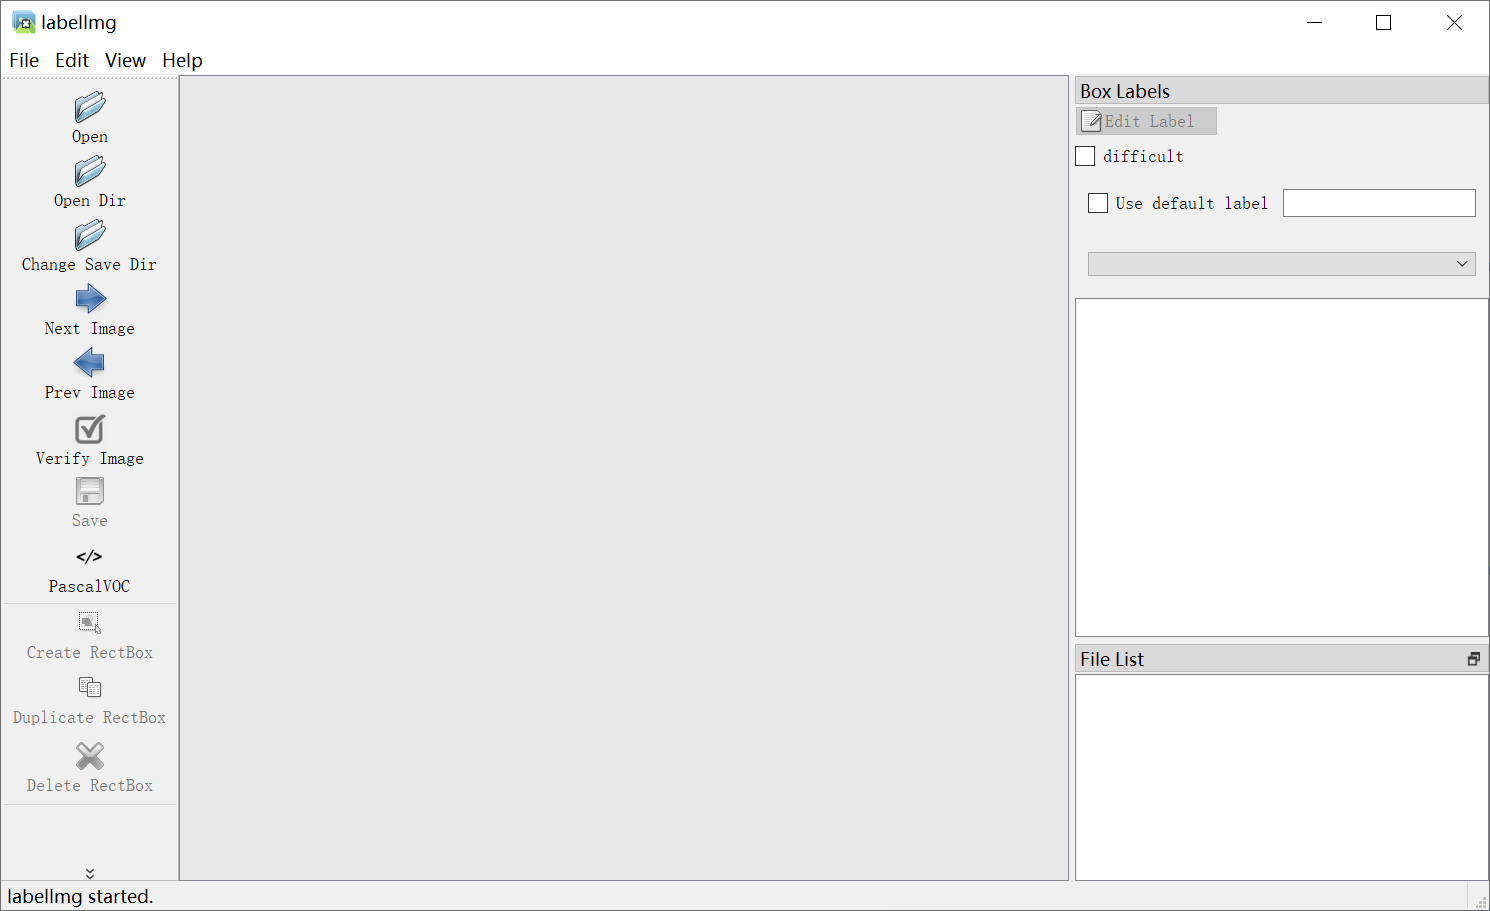 labelImg
File Edit View Help
Open
Open Dir
Change Save Dir
Next Image
Prev Image
Verify Image
Save
</>
PascalVOC
Create RectBox
Duplicate RectBox
Delete RectBox
Box Labels
Edit Label
difficult
Use default label
File List
labelImg started.